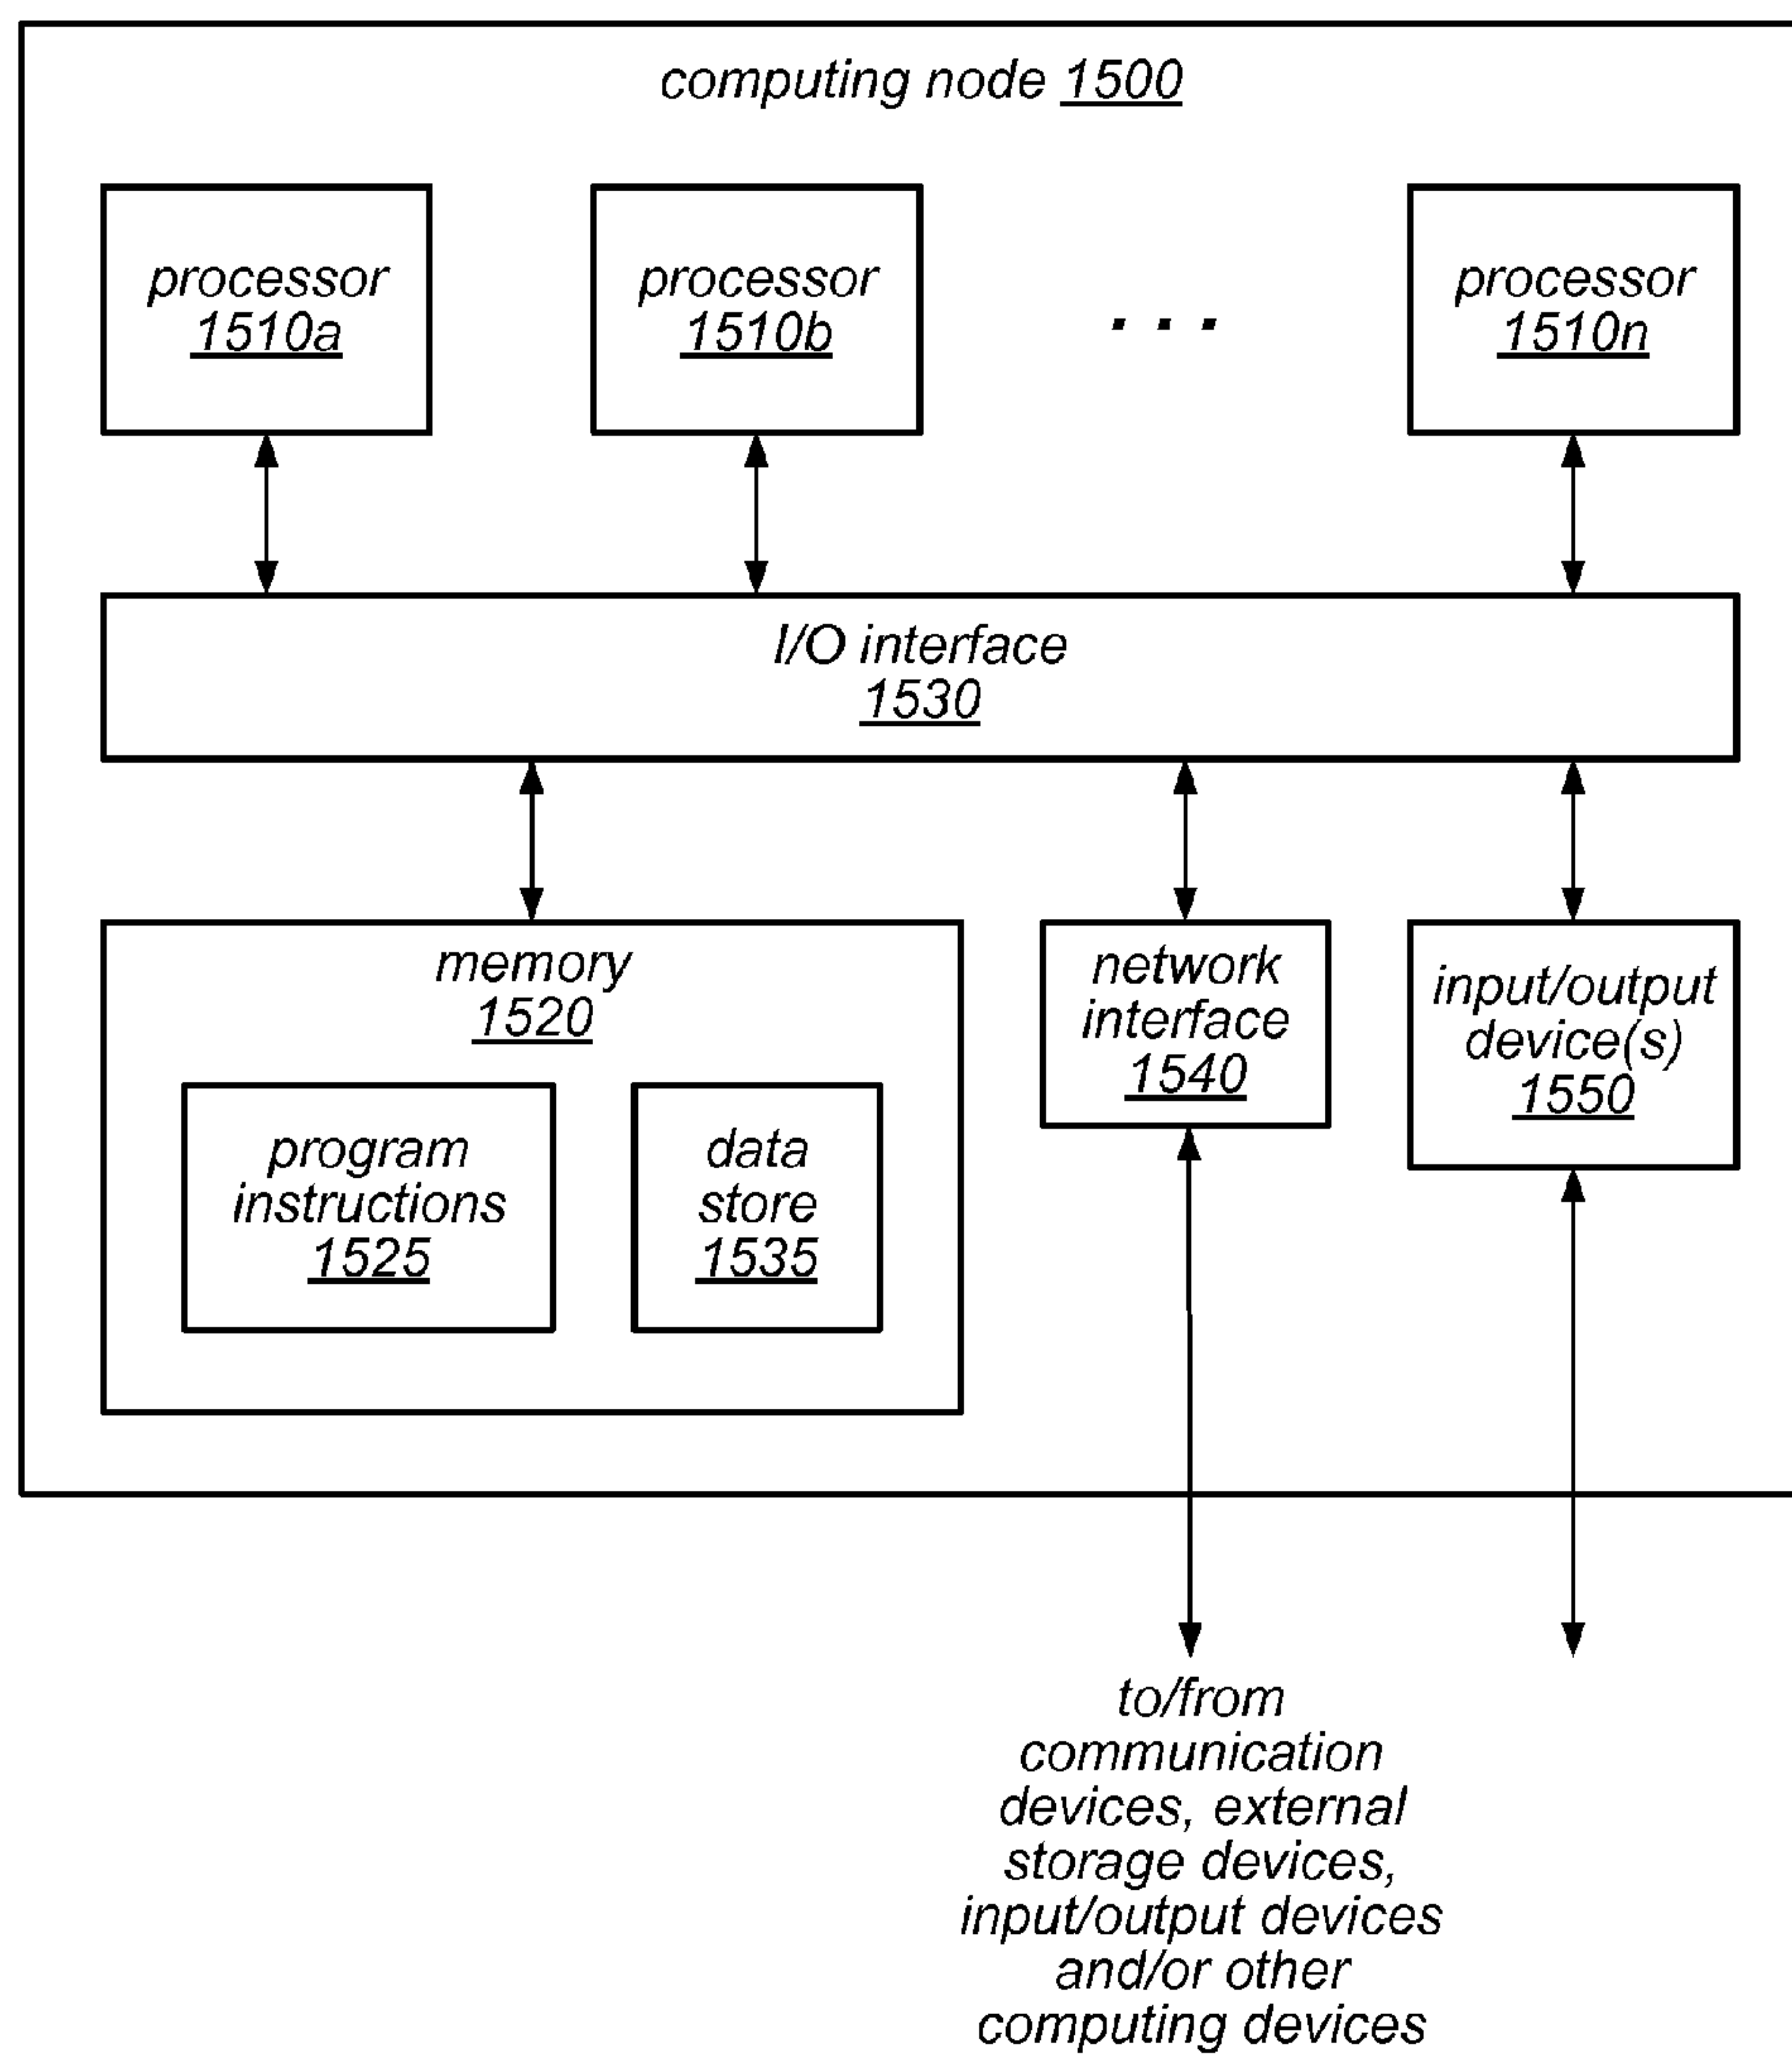 computing node 1500
processor
1510a
processor
1510b
. . .
processor
1510n
I/O interface
1530
memory
1520
program
instructions
1525
data
store
1535
network
interface
1540
input/output
device(s)
1550
to/from
communication
devices, external
storage devices,
input/output devices
and/or other
computing devices